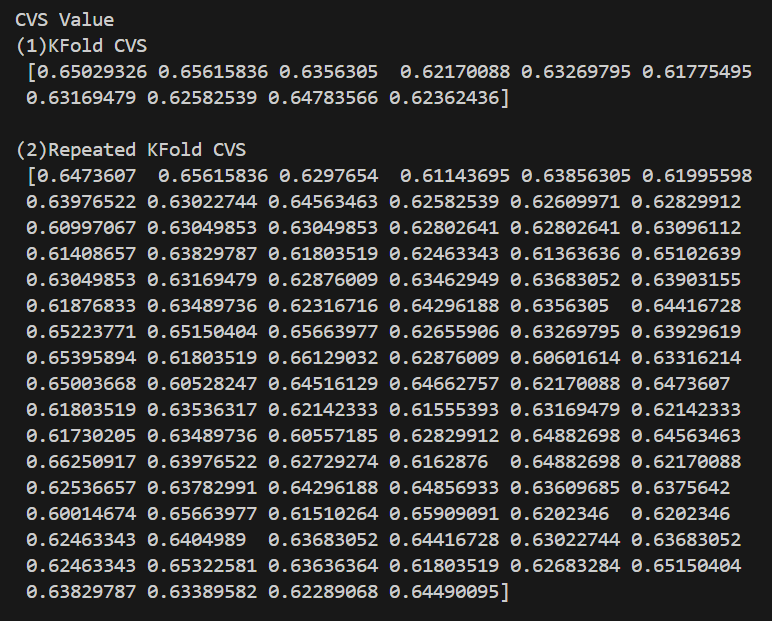 CVS Value
(1)KFold CVS
[0.65029326 0.65615836 0.6356305 0.62170088 0.63269795 0.61775495
0.63169479 0.62582539 0.64783566 0.62362436]
(2)Repeated KFold CVS
[0.6473607 0.65615836 0.6297654 0.61143695 0.63856305 0.61995598
0.63976522 0.63022744 0.64563463 0.62582539 0.62609971 0.62829912
0.60997067 0.63049853 0.63049853 0.62802641 0.62802641 0.63096112
0.61408657 0.63829787 0.61803519 0.62463343 0.61363636 0.65102639
0.63049853 0.63169479 0.62876009 0.63462949 0.63683052 0.63903155
0.61876833 0.63489736 0.62316716 0.64296188 0.6356305 0.64416728
0.65223771 0.65150404 0.65663977 0.62655906 0.63269795 0.63929619
0.65395894 0.61803519 0.66129032 0.62876009 0.60601614 0.63316214
0.65003668 0.60528247 0.64516129 0.64662757 0.62170088 0.6473607
0.61803519 0.63536317 0.62142333 0.61555393 0.63169479 0.62142333
0.61730205 0.63489736 0.60557185 0.62829912 0.64882698 0.64563463
0.66250917 0.63976522 0.62729274 0.6162876 0.64882698 0.62170088
0.62536657 0.63782991 0.64296188 0.64856933 0.63609685 0.6375642
0.60014674 0.65663977 0.61510264 0.65909091 0.6202346 0.6202346
0.62463343 0.6404989 0.63683052 0.64416728 0.63022744 0.63683052
0.62463343 0.65322581 0.63636364 0.61803519 0.62683284 0.65150404
0.63829787 0.63389582 0.62289068 0.64490095]